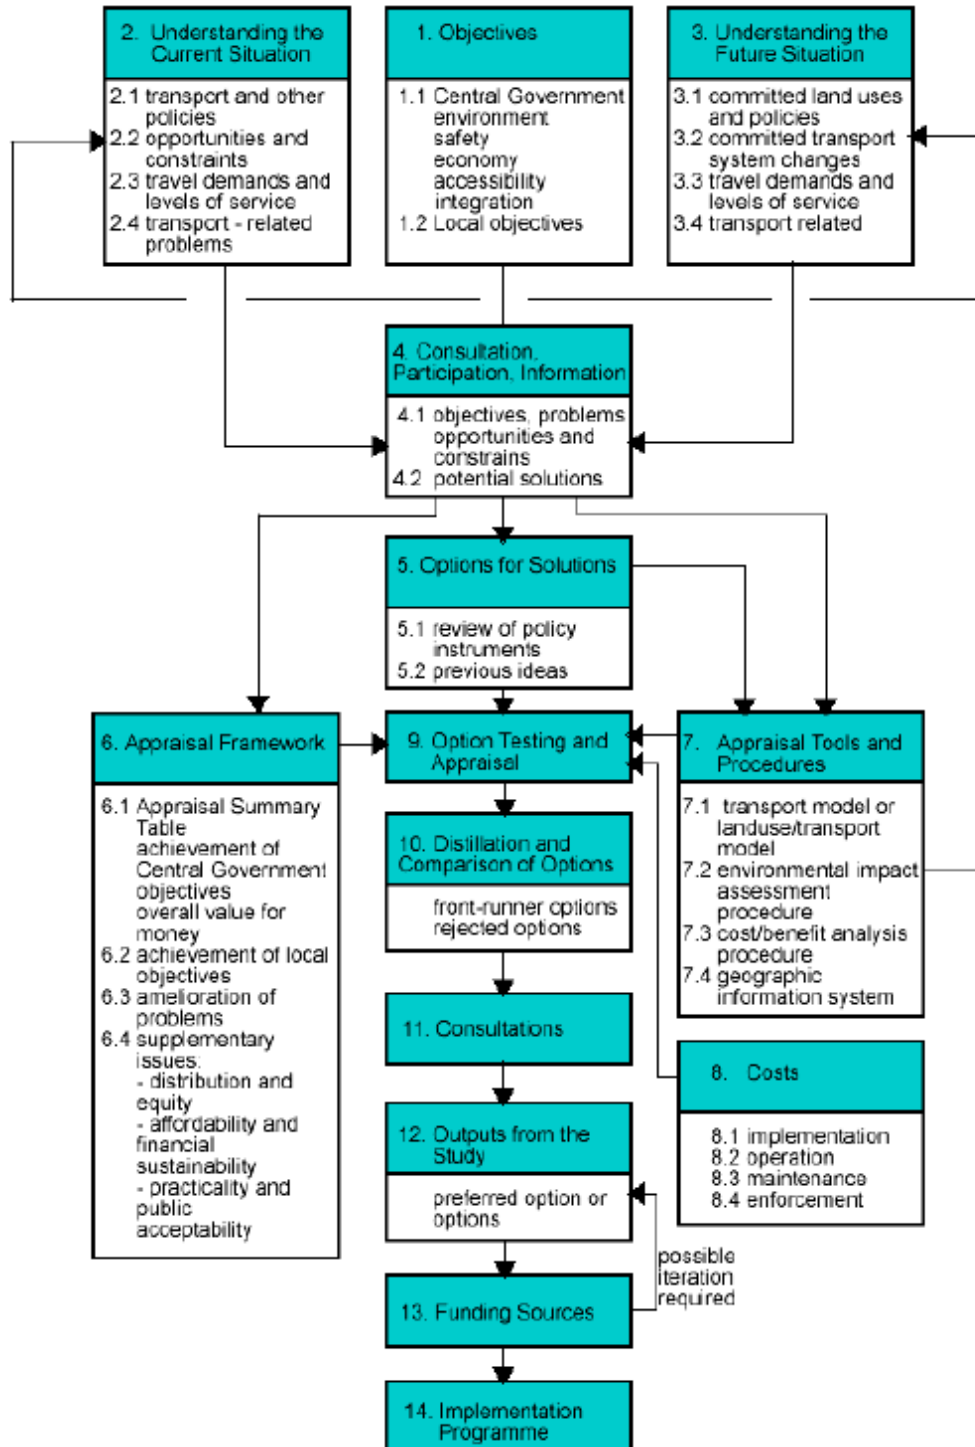 2. Understanding the
Current Situation
2.1 transport and other
policies
2.2 opportunities and
constraints
2.3 travel demands and
levels of service
2.4 transport - related
problems
1. Objectives
1.1 Central Government
environment
safety
economy
accessibility
integration
1.2 Local objectives
3. Understanding the
Future Situation
3.1 committed land uses
and policies
3.2 committed transport
system changes
3.3 travel demands and
levels of service
3.4 transport related
4. Consultation,
Participation, Information
4.1 objectives, problems
opportunities and
constrains
4.2 potential solutions
5. Options for Solutions
5.1 review of policy
instruments
5.2 previous ideas
6. Appraisal Framework
6.1 Appraisal Summary
Table
achievement of
Central Government
objectives
overall value for
money
6.2 achievement of local
objectives
6.3 amelioration of
problems
6.4 supplementary
issues:
- distribution and
equity
- affordability and
financial
sustainability
- practicality and
public
acceptability
9. Option Testing and
Appraisal
7. Appraisal Tools and
Procedures
7.1 transport model or
landuse/transport
model
7.2 environmental impact
assessment
procedure
7.3 cost/benefit analysis
procedure
7.4 geographic
information system
10. Distillation and
Comparison of Options
front-runner options
rejected options
11. Consultations
8. Costs
8.1 implementation
8.2 operation
8.3 maintenance
8.4 enforcement
12. Outputs from the
Study
preferred option or
options
possible
iteration
required
13. Funding Sources
14. Implementation
Programme